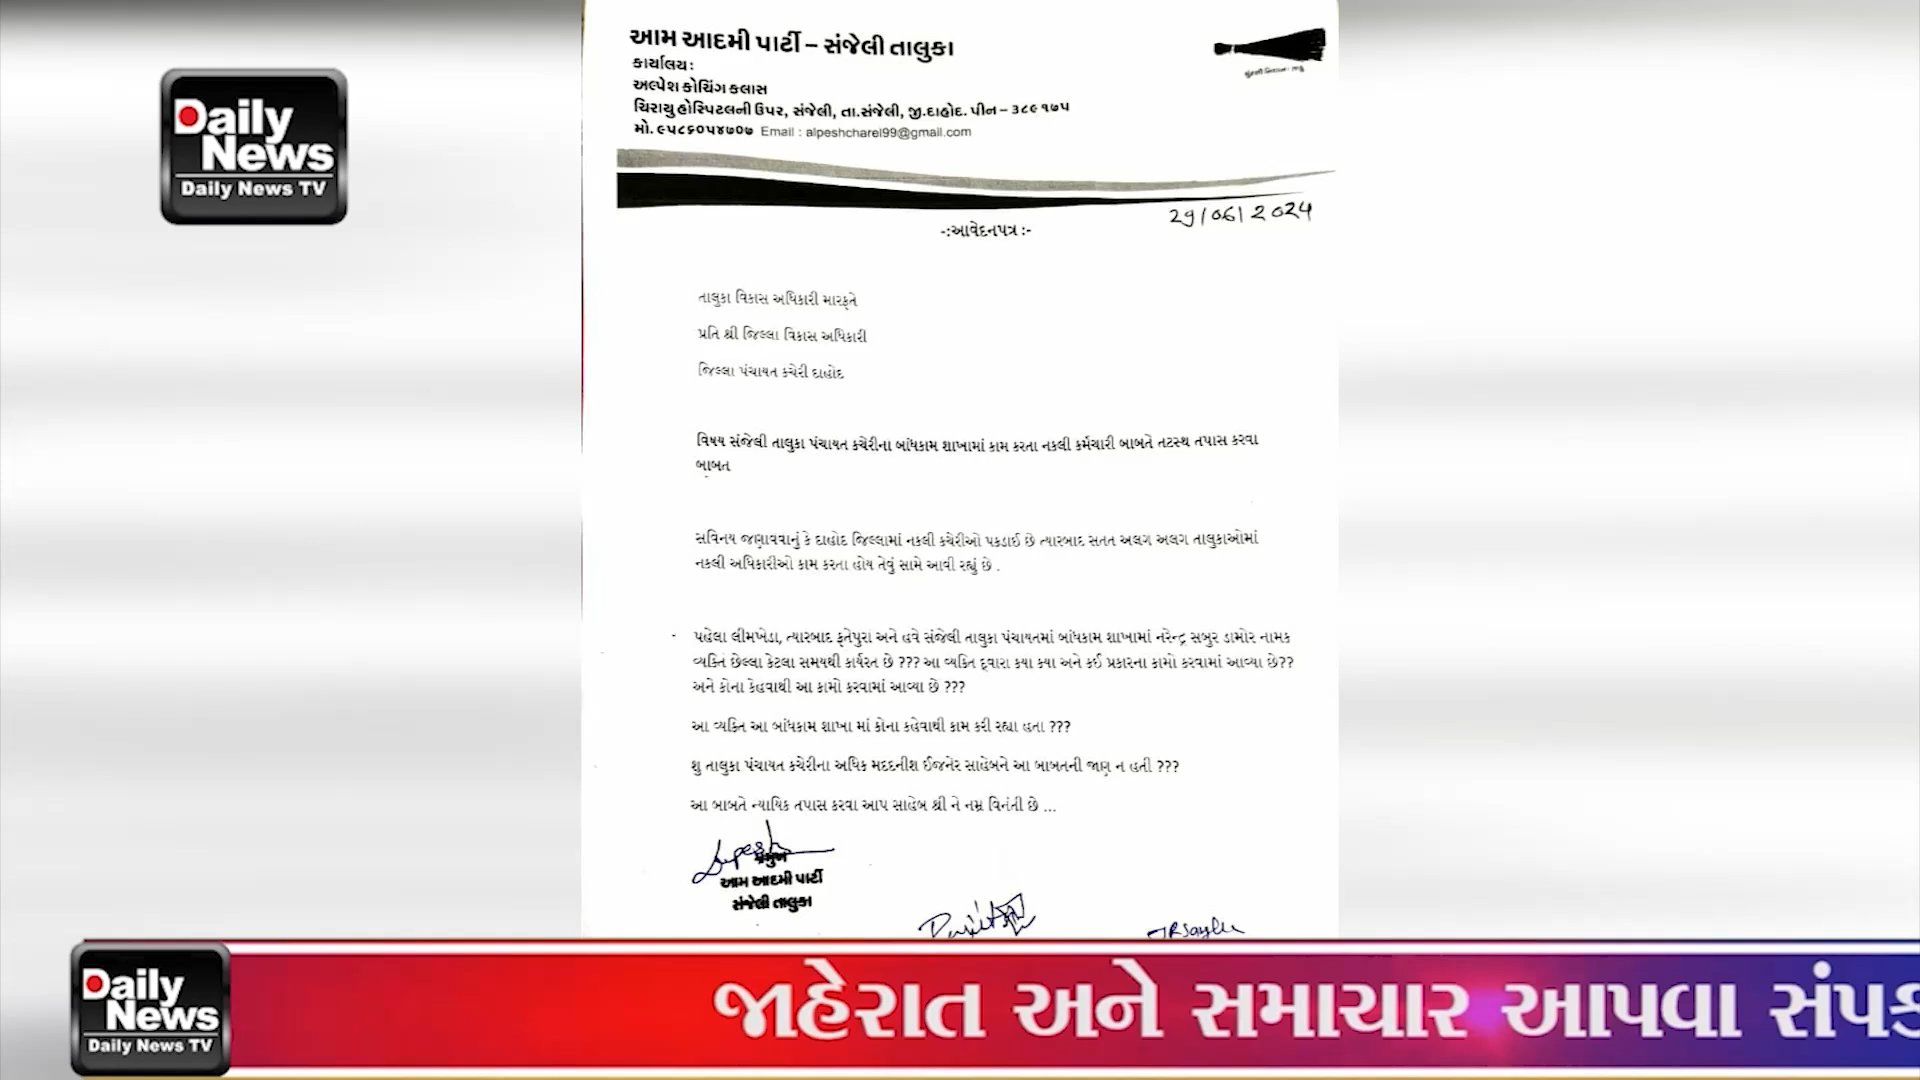 Daily
News
Daily News TV
આમ આદમી પાર્ટી – સંજેલી તાલુકા
કાર્યાલય:
અલ્પેશ કોચિંગ કલાસ
ચિરાયુ હોસ્પિટલની ઉપર, સંજેલી, તા.સંજેલી, જી.દાહોદ. પીન – ૩૮૯ ૧૭૫
મો. ૯૫૮૬૦૫૪૭૦૭ Email : alpeshcharel99@gmail.com
29/06/2024
-:આવેદનપત્ર :-
તાલુકા વિકાસ અધિકારી મારફતે
પ્રતિ શ્રી જિલ્લા વિકાસ અધિકારી
જિલ્લા પંચાયત કચેરી દાહોદ
વિષય સંજેલી તાલુકા પંચાયત કચેરીના બાંધકામ શાખામાં કામ કરતા નકલી કર્મચારી બાબતે તટસ્થ તપાસ કરવા
બાબત
સવિનય જણાવવાનું કે દાહોદ જિલ્લામાં નકલી કચેરીઓ પકડાઈ છે ત્યારબાદ સતત અલગ અલગ તાલુકાઓમાં
નકલી અધિકારીઓ કામ કરતા હોય તેવું સામે આવી રહ્યું છે .
- પહેલા લીમખેડા, ત્યારબાદ ફતેપુરા અને હવે સંજેલી તાલુકા પંચાયતમાં બાંધકામ શાખામાં નરેન્દ્ર સબુર ડામોર નામક
વ્યક્તિ છેલ્લા કેટલા સમયથી કાર્યરત છે ??? આ વ્યક્તિ દ્વારા કયા કયા અને કઈ પ્રકારના કામો કરવામાં આવ્યા છે??
અને કોના કેહવાથી આ કામો કરવામાં આવ્યા છે ???
આ વ્યક્તિ આ બાંધકામ શાખા માં કોના કહેવાથી કામ કરી રહ્યા હતા ???
શુ તાલુકા પંચાયત કચેરીના અધિક મદદનીશ ઈજનેર સાહેબને આ બાબતની જાણ ન હતી ???
આ બાબતે ન્યાયિક તપાસ કરવા આપ સાહેબ શ્રી ને નમ્ર વિનંતી છે ...
પ્રમુખ
આમ આદમી પાર્ટી
સંજેલી તાલુકા
Daily
News
Daily News TV
જાહેરાત અને સમાચાર આપવા સંપર્ક